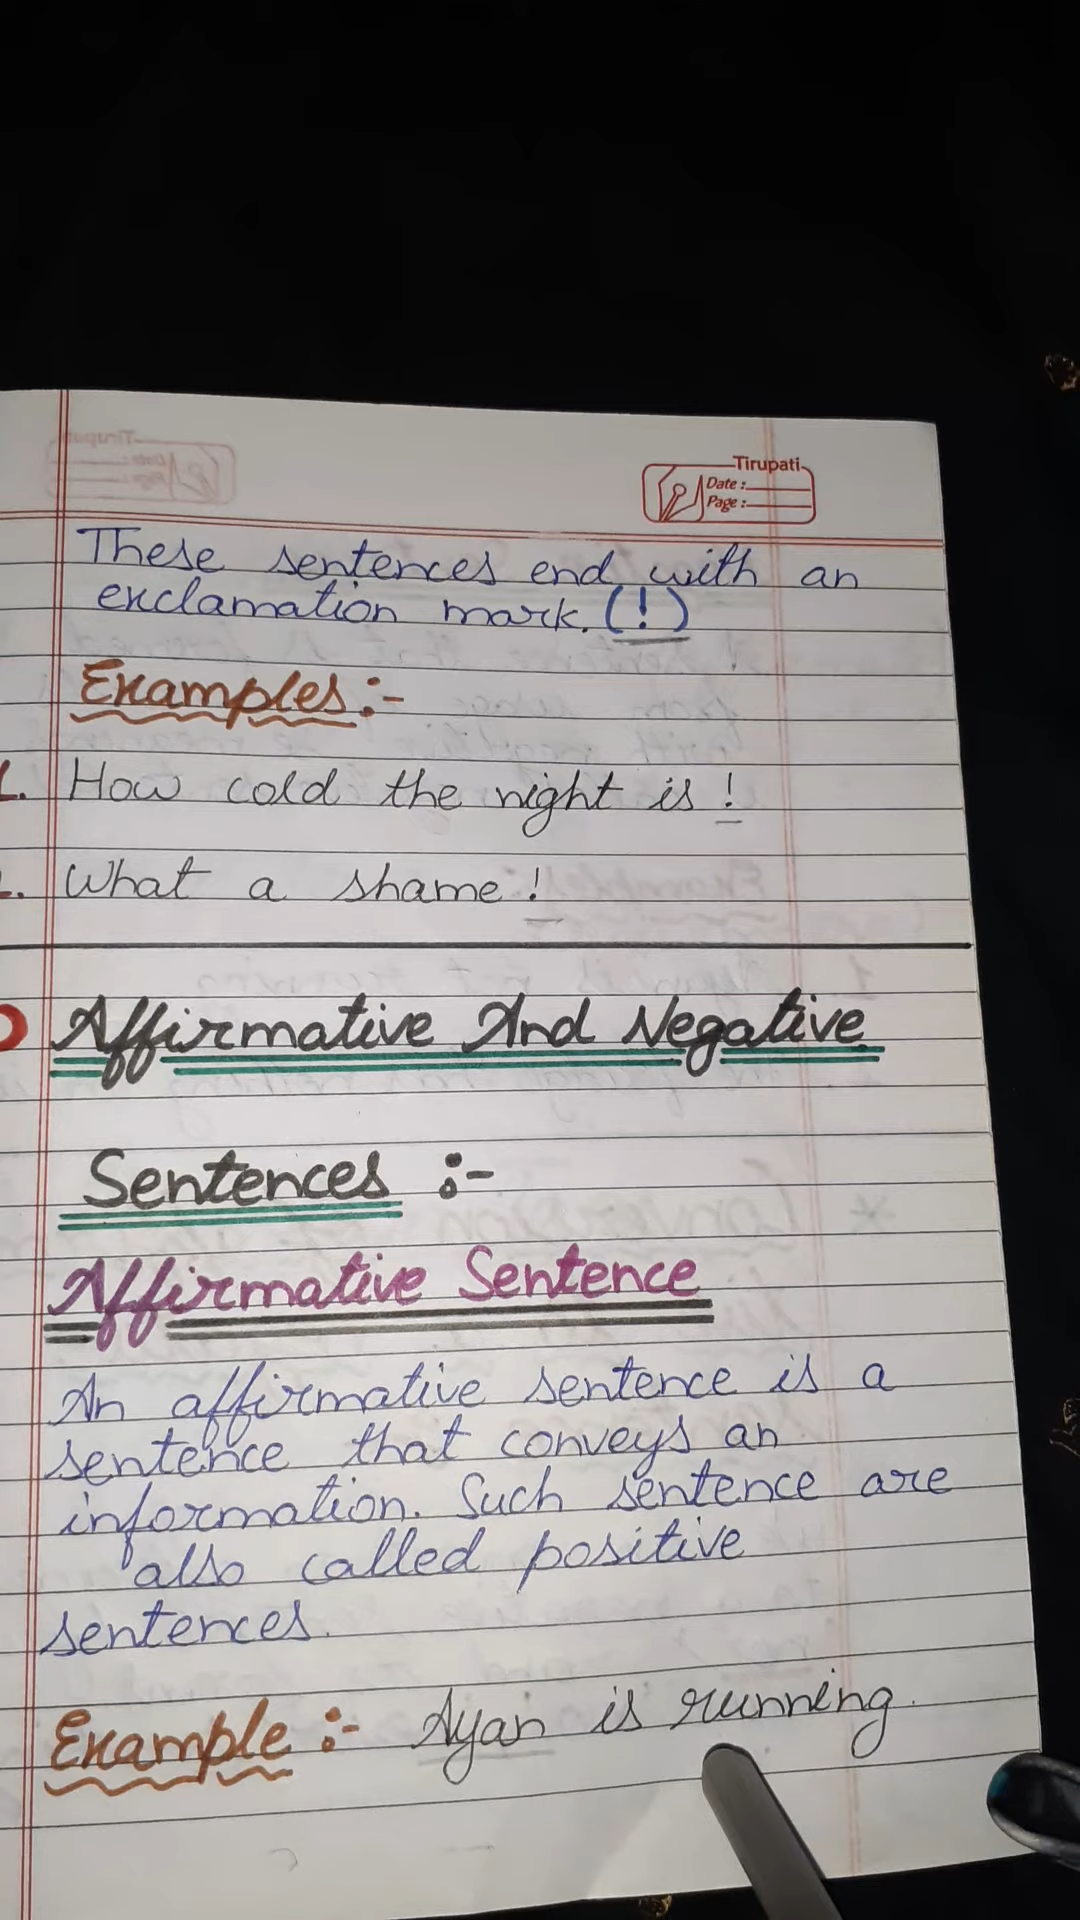 Tirupati
Date :
Page :
These sentences end with an
exclamation mark. (!)
Examples :-
1. How cold the night is !
2. What a shame !
Affirmative And Negative
Sentences :-
Affirmative Sentence
An affirmative sentence is a
sentence that conveys an
information. Such sentence are
also called positive
sentences.
Example :- Ayan is running.